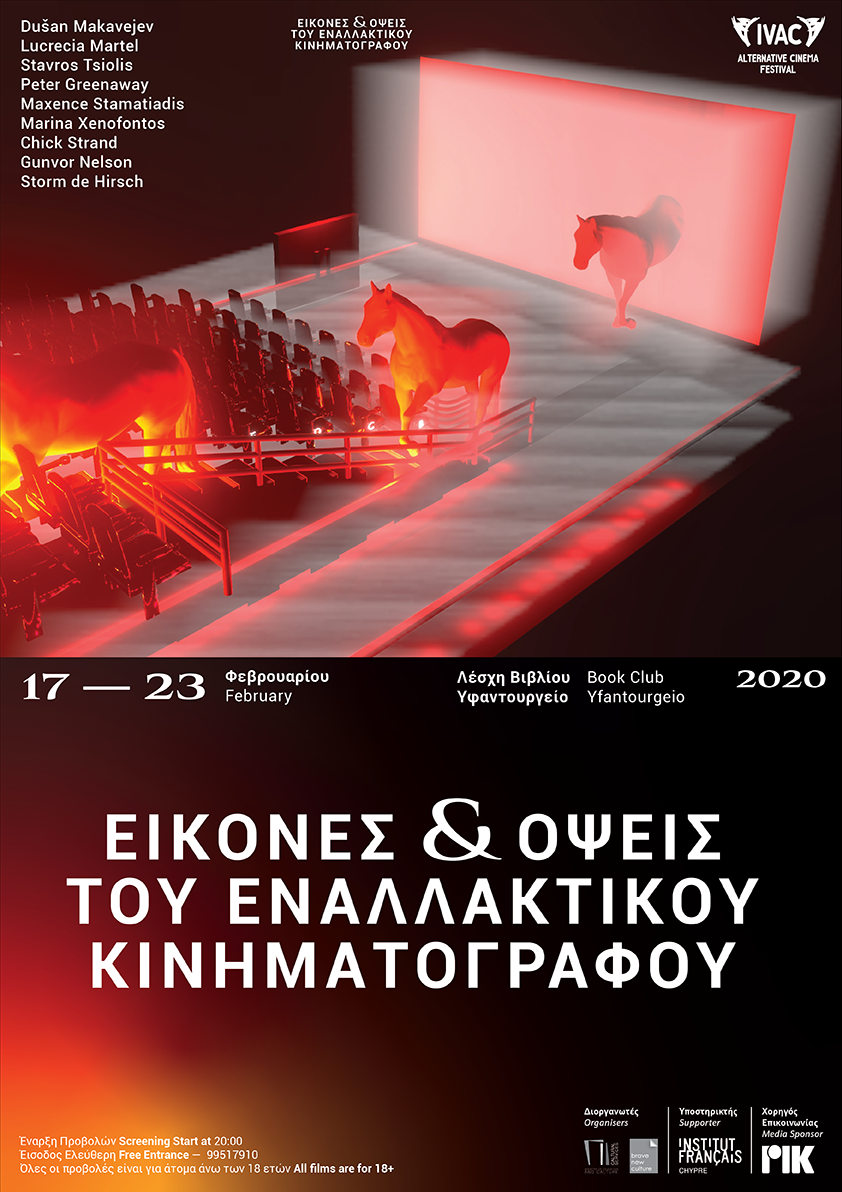 Dušan Makavejev
Lucrecia Martel
Stavros Tsiolis
Peter Greenaway
Maxence Stamatiadis
Marina Xenofontos
Chick Strand
Gunvor Nelson
Storm de Hirsch
ΕΙΚΟΝΕΣ & ΟΨΕΙΣ
ΤΟΥ ΕΝΑΛΛΑΚΤΙΚΟΥ
ΚΙΝΗΜΑΤΟΓΡΑΦΟΥ
IVAC
ALTERNATIVE CINEMA
FESTIVAL
17 — 23
Φεβρουαρίου
February
Λέσχη Βιβλίου
Υφαντουργείο
Book Club
Yfantourgeio
2020
ΕΙΚΟΝΕΣ & ΟΨΕΙΣ
ΤΟΥ ΕΝΑΛΛΑΚΤΙΚΟΥ
ΚΙΝΗΜΑΤΟΓΡΑΦΟΥ
Έναρξη Προβολών Screening Start at 20:00
Είσοδος Ελεύθερη Free Entrance — 99517910
Όλες οι προβολές είναι για άτομα άνω των 18 ετών All films are for 18+
Διοργανωτές
Organisers
brave
new
culture
Υποστηρικτής
Supporter
INSTITUT
FRANÇAIS
CHYPRE
Χορηγός
Επικοινωνίας
Media Sponsor
ΡΙΚ